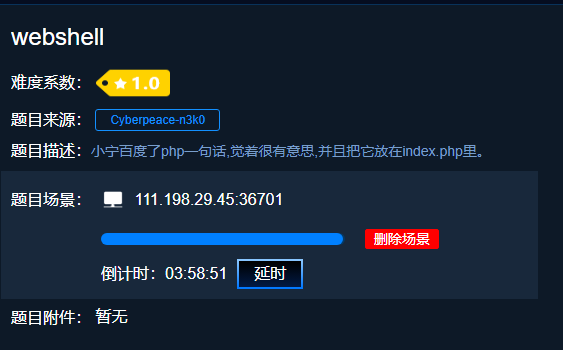 webshell
难度系数： 1.0
题目来源： Cyberpeace-n3k0
题目描述：小宁百度了php一句话,觉着很有意思,并且把它放在index.php里。
题目场景： 111.198.29.45:36701
删除场景
倒计时：03:58:51 延时
题目附件： 暂无